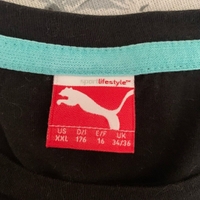 sportlifestyle
US D/I E/F UK
XXL 176 16 34/36